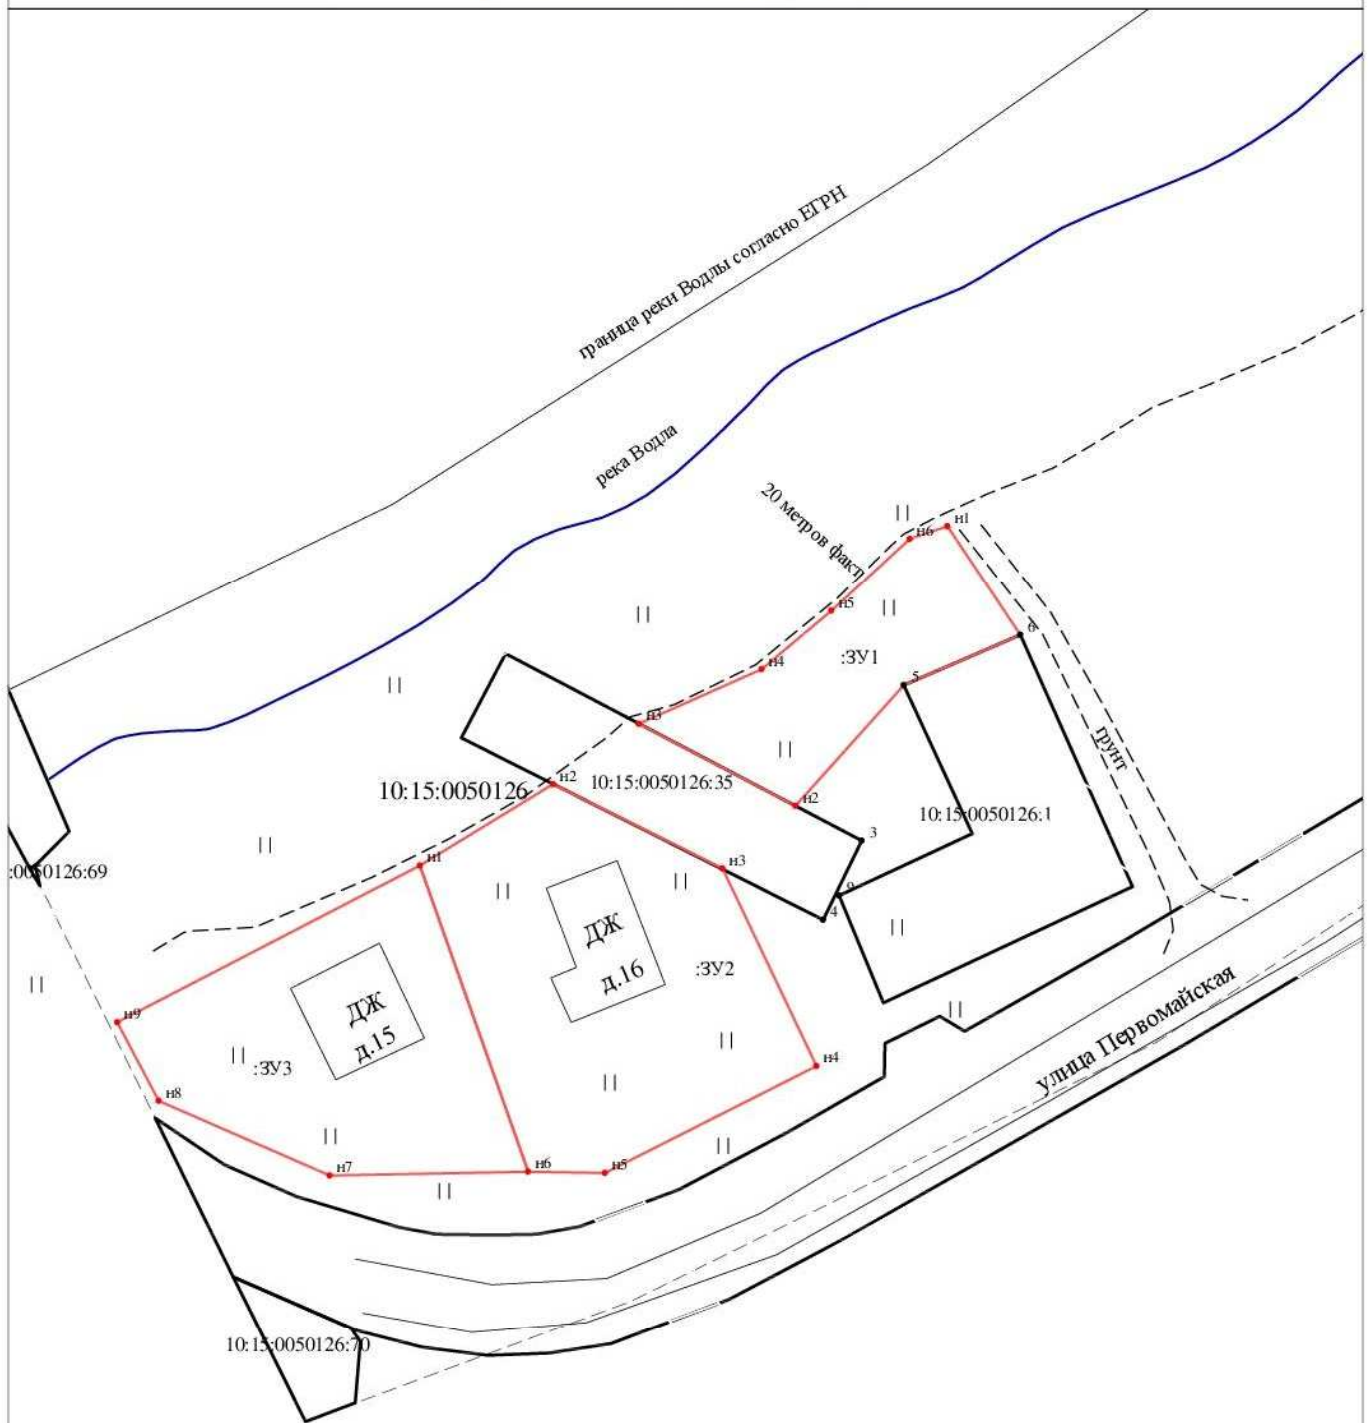 граница реки Водлы согласно ЕГРН
река Водла
20 метров факт
н6
н1
н5
:ЗУ1
6
н4
5
н3
грунт
н2
10:15:0050126
10:15:0050126:35
н2
10:15:0050126:1
3
:0050126:69
н1
н3
9
4
ДЖ
д.16
:ЗУ2
ДЖ
д.15
н9
:ЗУ3
н4
улица Первомайская
н8
н7
н6
н5
10:15:0050126:70